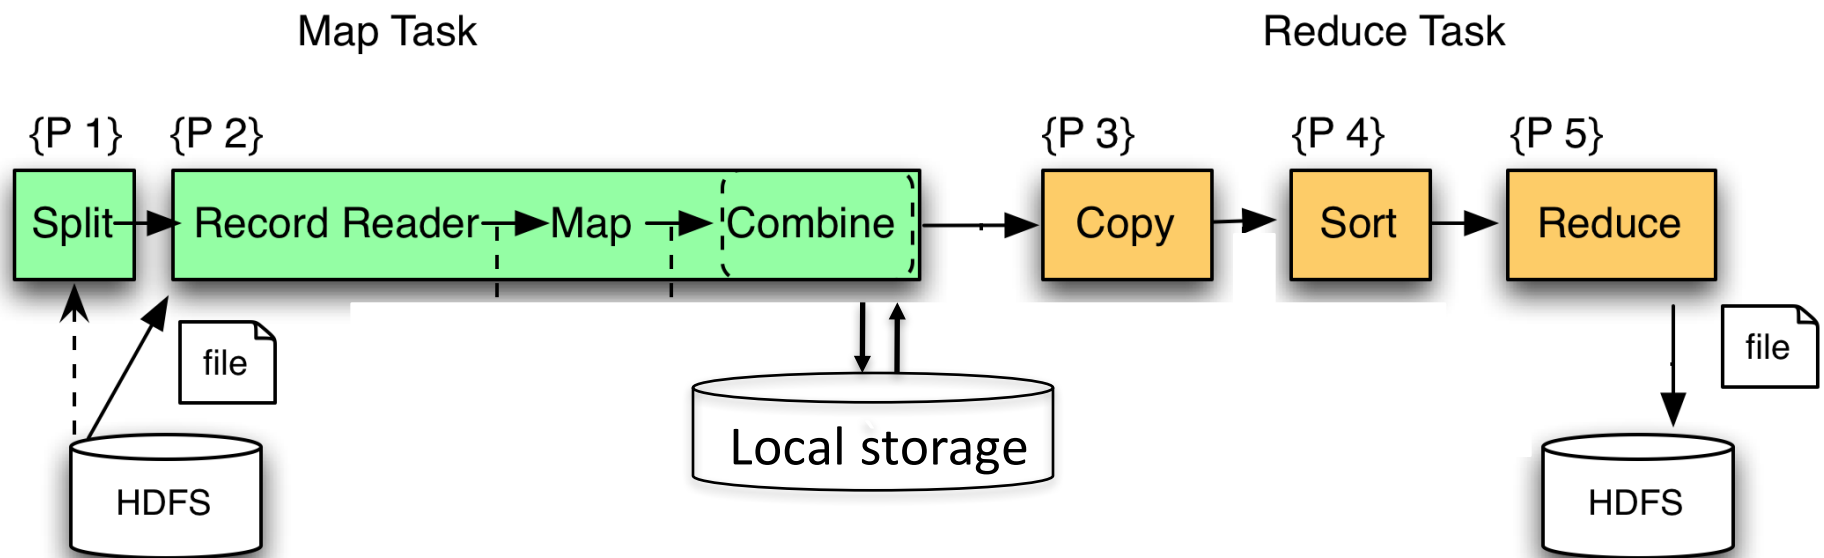 Map Task
Reduce Task
{P 1}
{P 2}
{P 3}
{P 4}
{P 5}
Split
Record Reader
Map
Combine
Copy
Sort
Reduce
file
file
Local storage
HDFS
HDFS